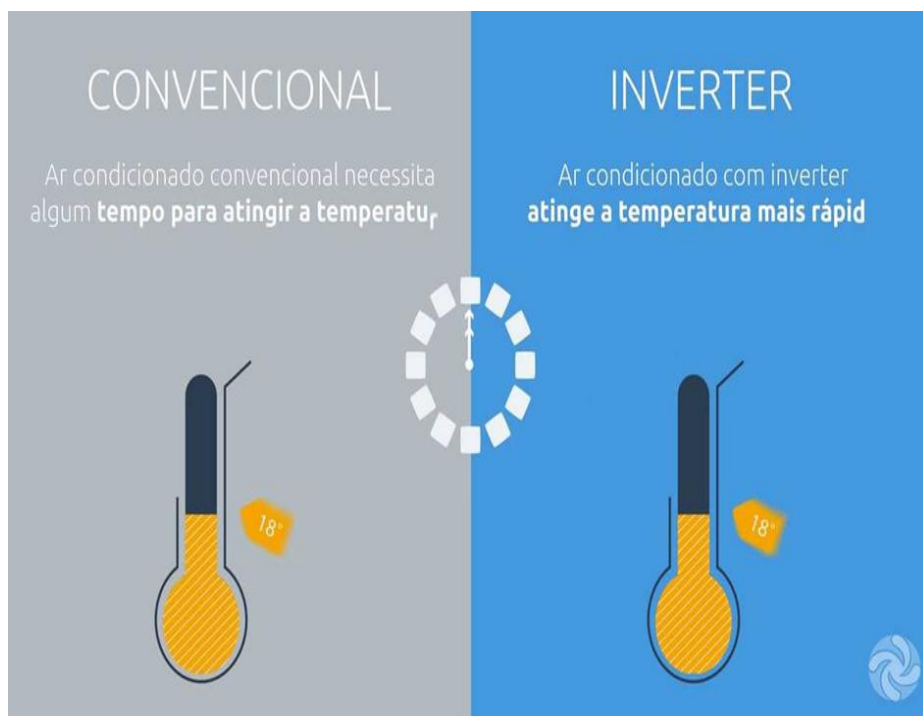 CONVENCIONAL
Ar condicionado convencional necessita
algum tempo para atingir a temperatur
18°
INVERTER
Ar condicionado com inverter
atinge a temperatura mais rápid
18°